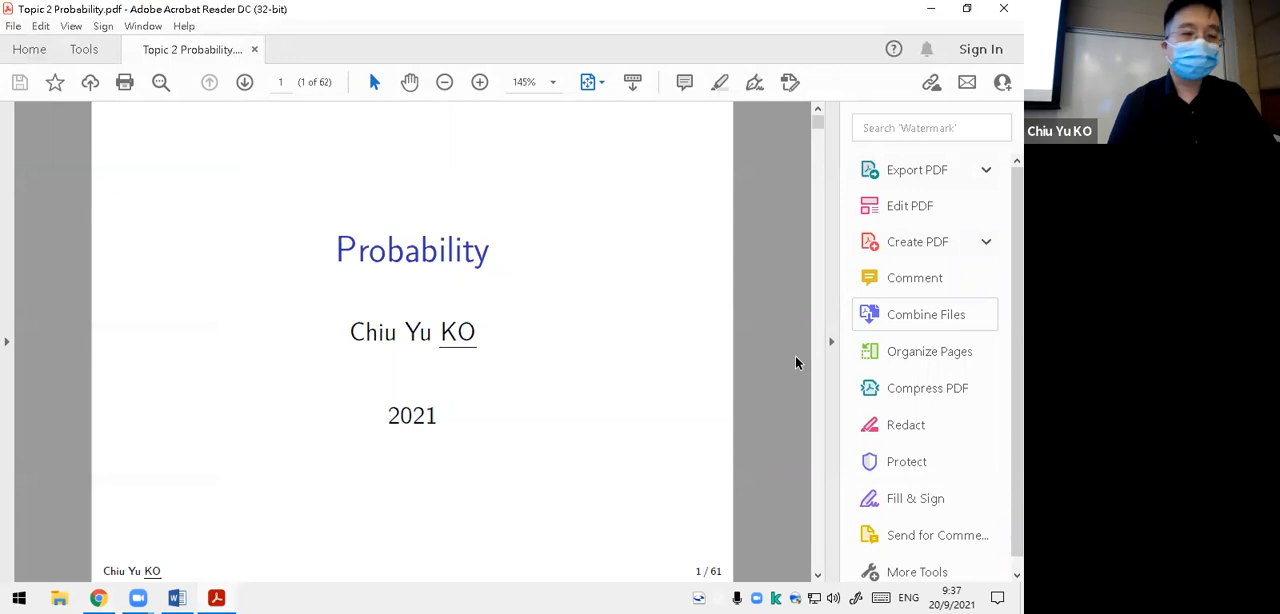 Topic 2 Probability.pdf - Adobe Acrobat Reader DC (32-bit)
File Edit View Sign Window Help
Home Tools Topic 2 Probability.... × Sign In
1 (1 of 62) 145%
Probability
Chiu Yu KO
2021
Chiu Yu KO 1 / 61
Search 'Watermark'
Export PDF
Edit PDF
Create PDF
Comment
Combine Files
Organize Pages
Compress PDF
Redact
Protect
Fill & Sign
Send for Comme...
More Tools
Chiu Yu KO
ENG
9:37
20/9/2021